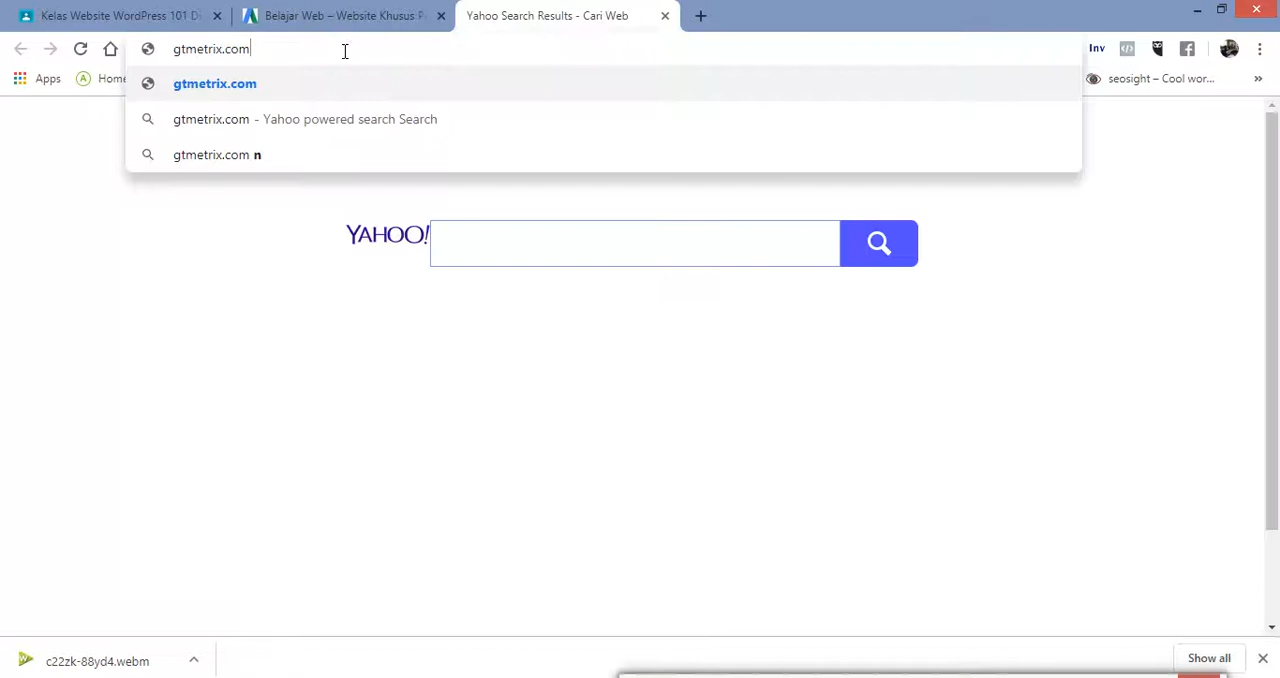 Kelas Website WordPress 101 Di
Belajar Web – Website Khusus P
Yahoo Search Results - Cari Web
gtmetrix.com
Inv
Apps
Home
seosight – Cool wor...
»
gtmetrix.com
gtmetrix.com - Yahoo powered search Search
gtmetrix.com n
YAHOO!
c22zk-88yd4.webm
Show all